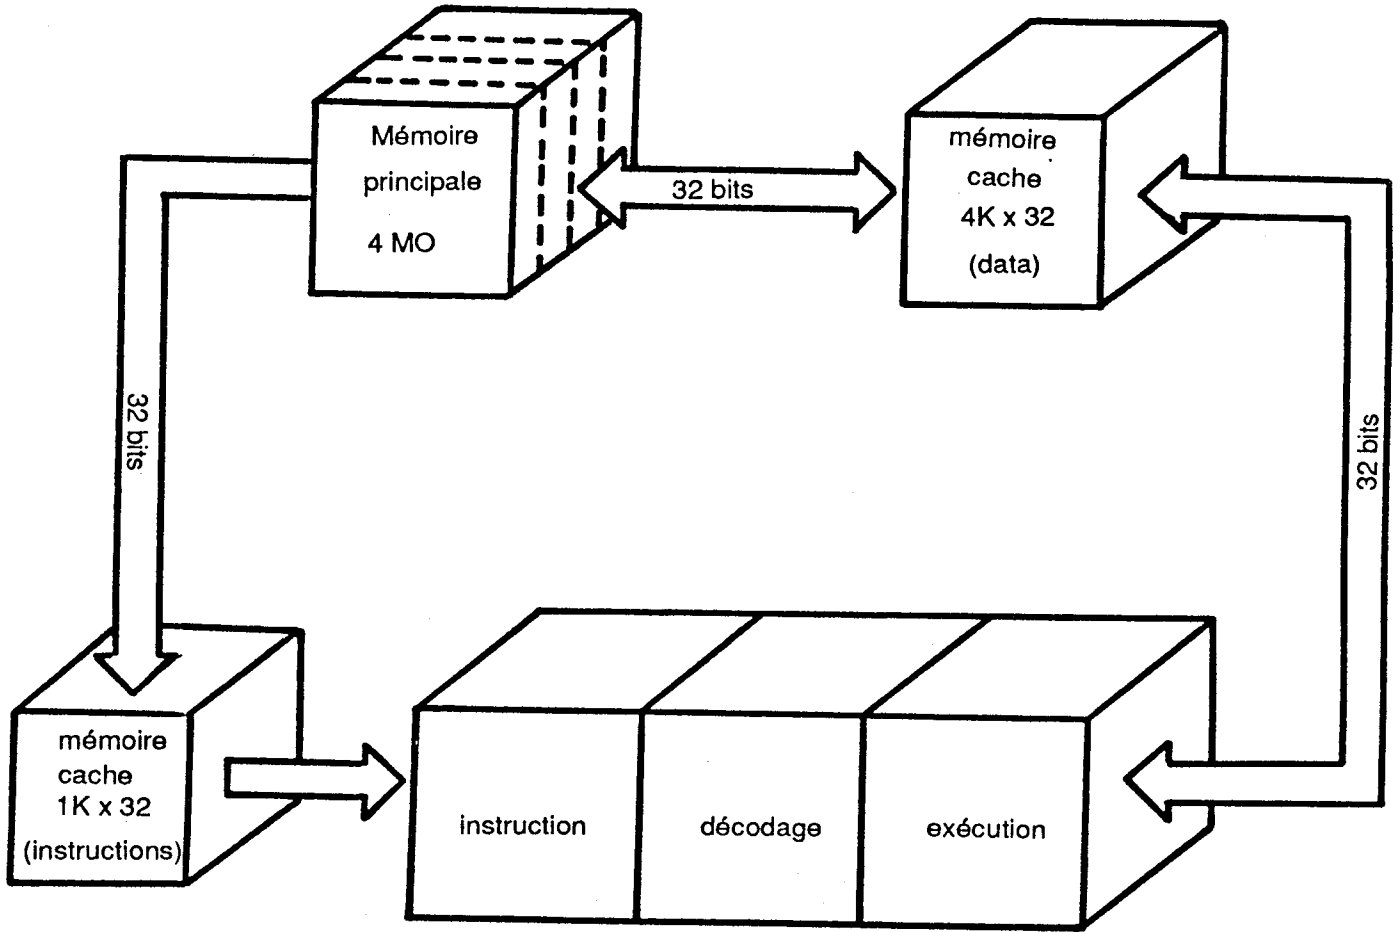 Mémoire
principale
4 MO
32 bits
mémoire
cache
4K x 32
(data)
32 bits
32 bits
mémoire
cache
1K x 32
(instructions)
instruction
décodage
exécution